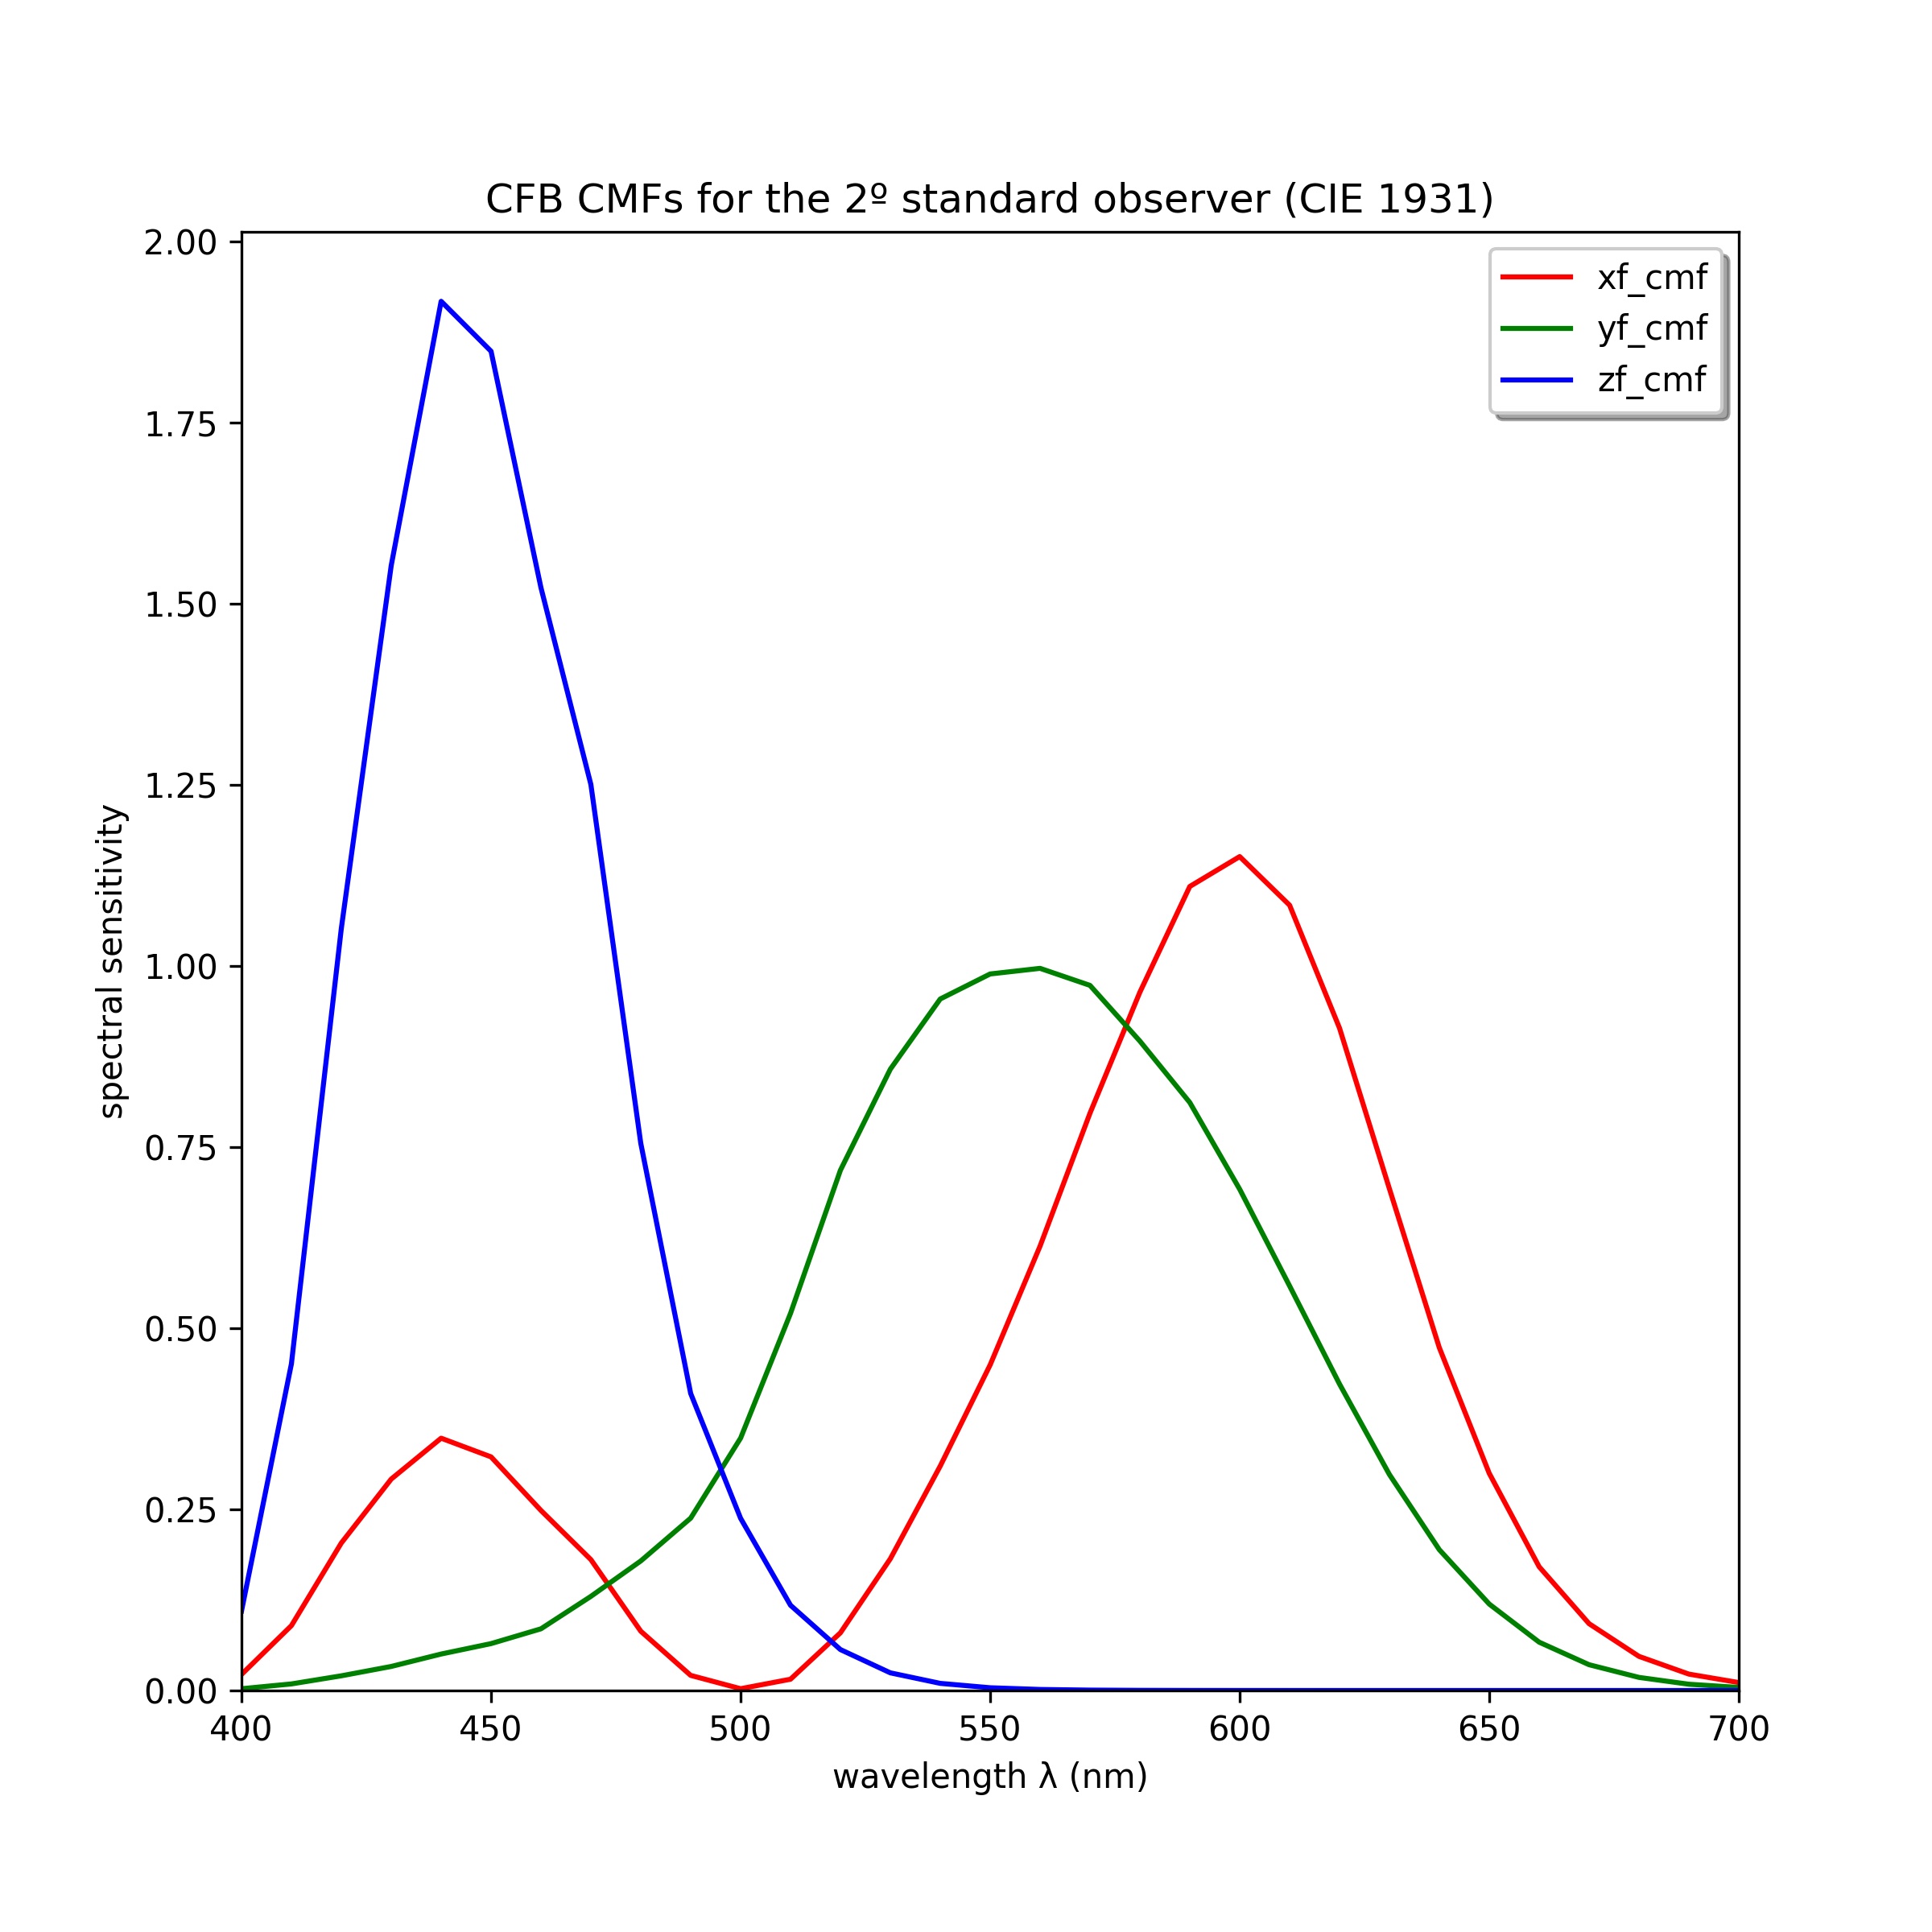 CFB CMFs for the 2º standard observer (CIE 1931)
2.00
1.75
1.50
1.25
1.00
0.75
0.50
0.25
0.00
spectral sensitivity
xf_cmf
yf_cmf
zf_cmf
400 450 500 550 600 650 700
wavelength λ (nm)